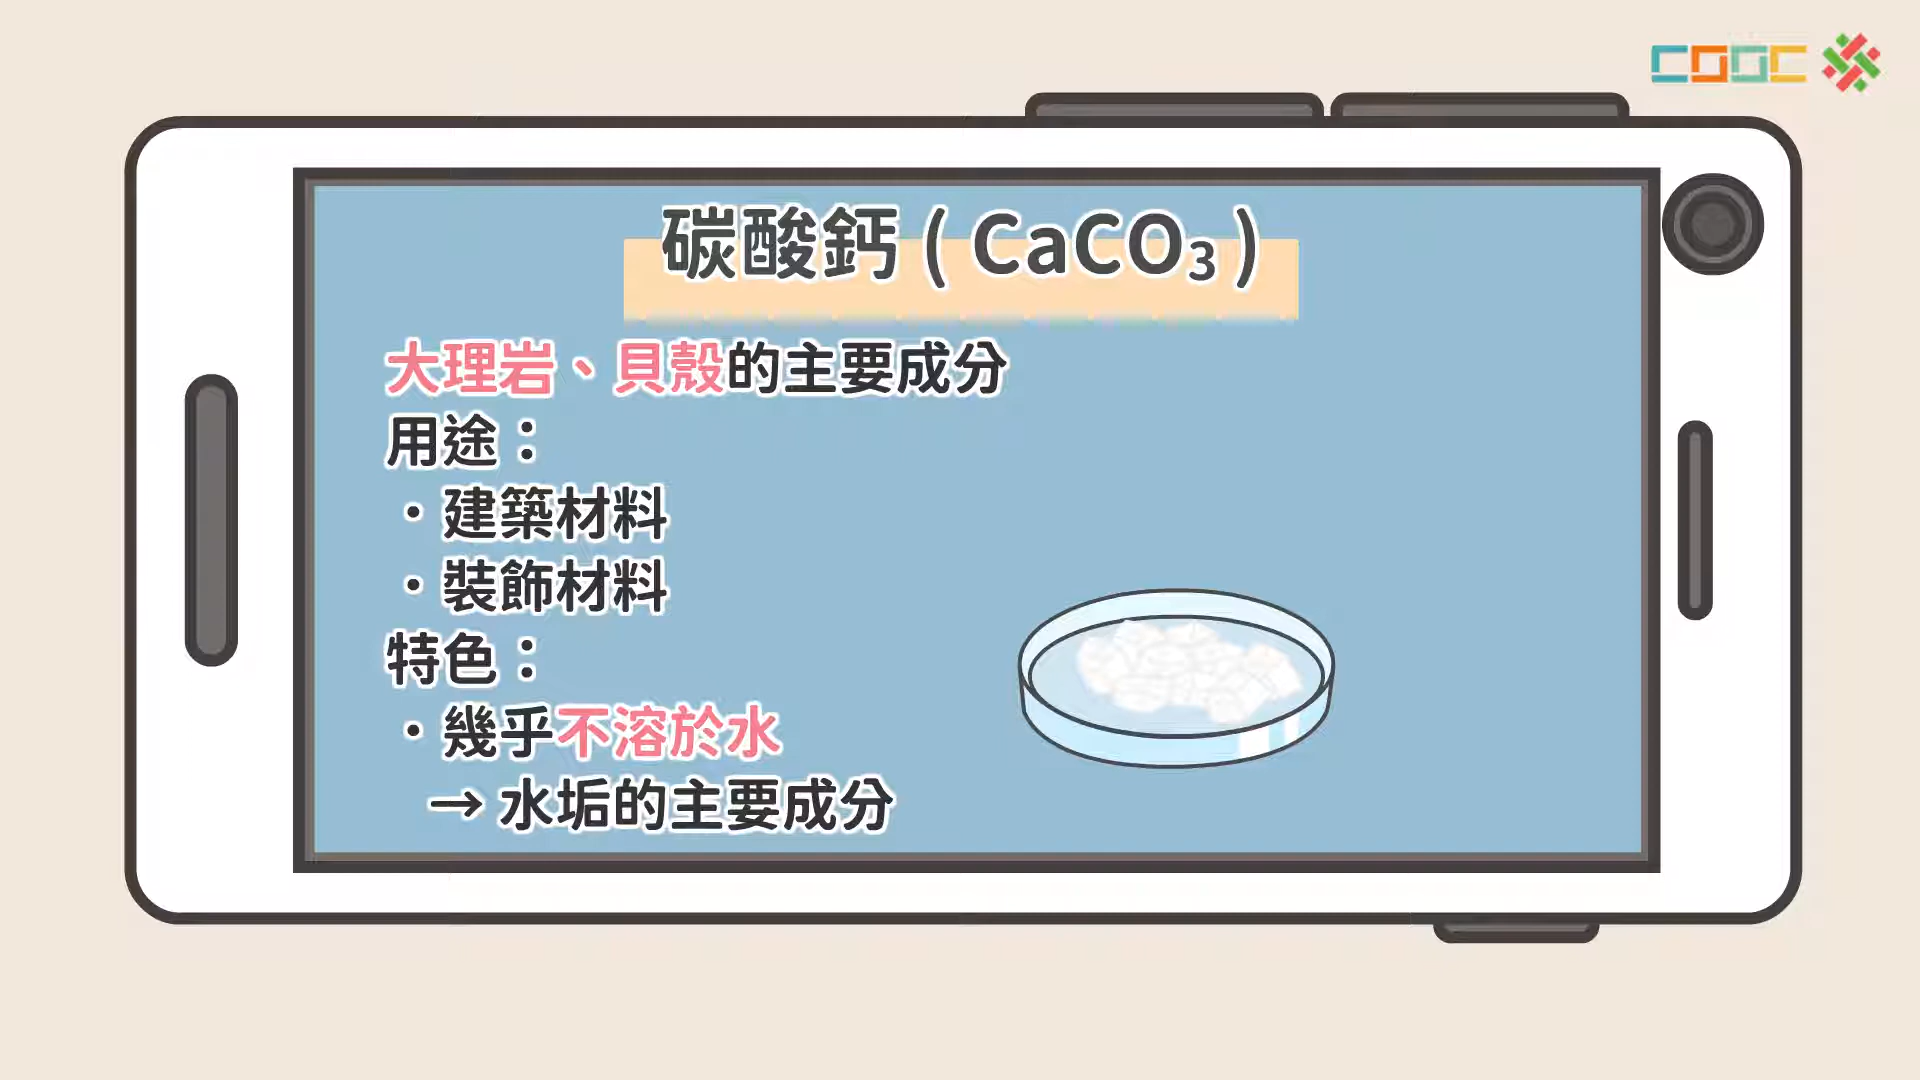 COOC
碳酸鈣 ( CaCO₃ )
大理岩、貝殼的主要成分
用途：
・建築材料
・裝飾材料
特色：
・幾乎不溶於水
→ 水垢的主要成分